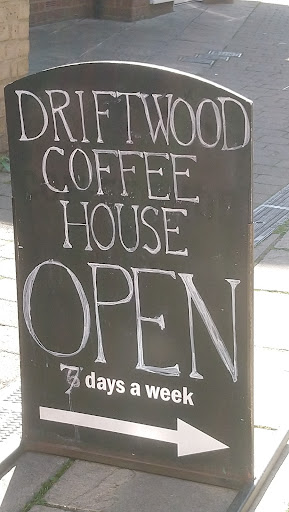 DRIFTWOOD
COFFEE
HOUSE
OPEN
7 days a week